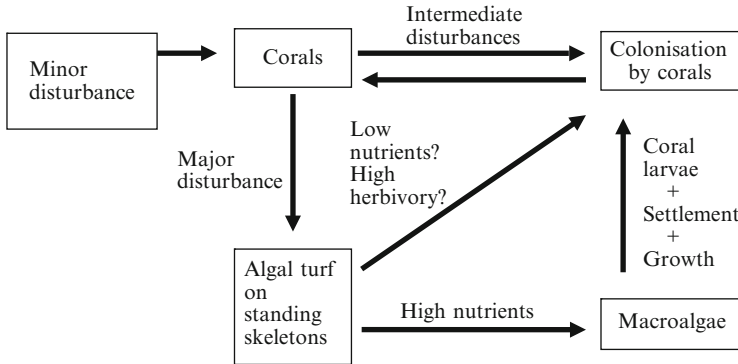 Minor
disturbance
Corals
Intermediate
disturbances
Colonisation
by corals
Major
disturbance
Low
nutrients?
High
herbivory?
Coral
larvae
+
Settlement
+
Growth
Algal turf
on
standing
skeletons
High nutrients
Macroalgae